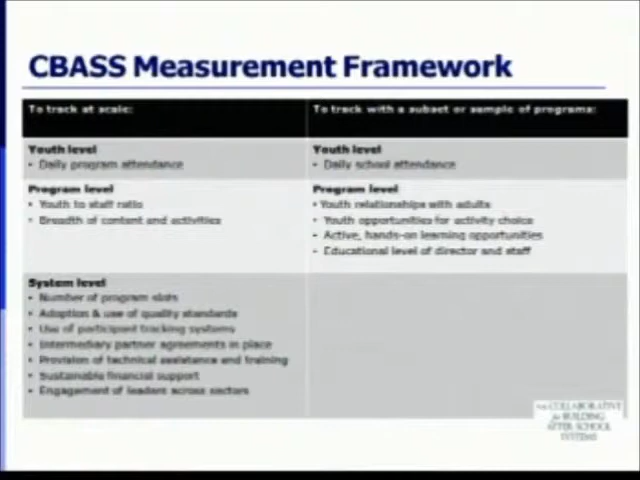 CBASS Measurement Framework
To track at scale:
To track with a subset or sample of programs:
Youth level
• Daily program attendance
Youth level
• Daily school attendance
Program level
• Youth to staff ratio
• Breadth of content and activities
Program level
• Youth relationships with adults
• Youth opportunities for activity choice
• Active, hands-on learning opportunities
• Educational level of director and staff
System level
• Number of program slots
• Adoption & use of quality standards
• Use of participant tracking systems
• Intermediary partner agreements in place
• Provision of technical assistance and training
• Sustainable financial support
• Engagement of leaders across sectors
THE COLLABORATIVE
for BUILDING
AFTER-SCHOOL
SYSTEMS